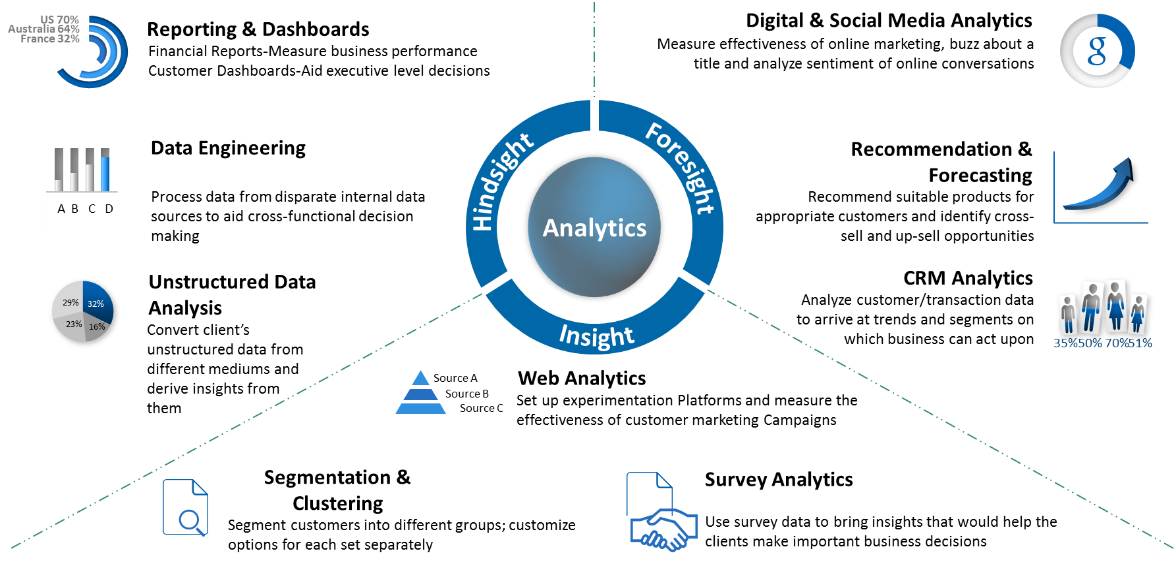 US 70%
Australia 64%
France 32%
Reporting & Dashboards
Financial Reports-Measure business performance
Customer Dashboards-Aid executive level decisions
Data Engineering
Process data from disparate internal data
sources to aid cross-functional decision
making
A B C D
Unstructured Data
Analysis
Convert client's
unstructured data from
different mediums and
derive insights from
them
29%
32%
23%
16%
Hindsight
Foresight
Insight
Analytics
Digital & Social Media Analytics
Measure effectiveness of online marketing, buzz about a
title and analyze sentiment of online conversations
g
Recommendation &
Forecasting
Recommend suitable products for
appropriate customers and identify cross-
sell and up-sell opportunities
CRM Analytics
Analyze customer/transaction data
to arrive at trends and segments on
which business can act upon
35% 50% 70% 51%
Source A
Source B
Source C
Web Analytics
Set up experimentation Platforms and measure the
effectiveness of customer marketing Campaigns
Segmentation &
Clustering
Segment customers into different groups; customize
options for each set separately
Survey Analytics
Use survey data to bring insights that would help the
clients make important business decisions